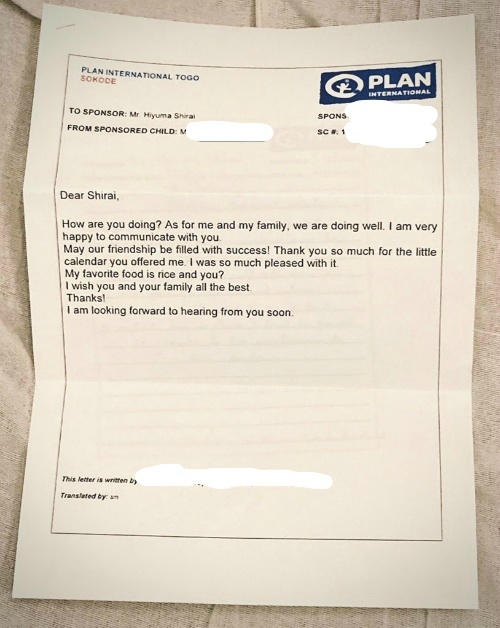 PLAN INTERNATIONAL TOGO
SOKODE
PLAN
INTERNATIONAL
TO SPONSOR: Mr. Hiyuma Shirai
SPONS
FROM SPONSORED CHILD: M
SC #: 1
Dear Shirai,
How are you doing? As for me and my family, we are doing well. I am very
happy to communicate with you.
May our friendship be filled with success! Thank you so much for the little
calendar you offered me. I was so much pleased with it.
My favorite food is rice and you?
I wish you and your family all the best.
Thanks!
I am looking forward to hearing from you soon.
This letter is written by
Translated by: sm